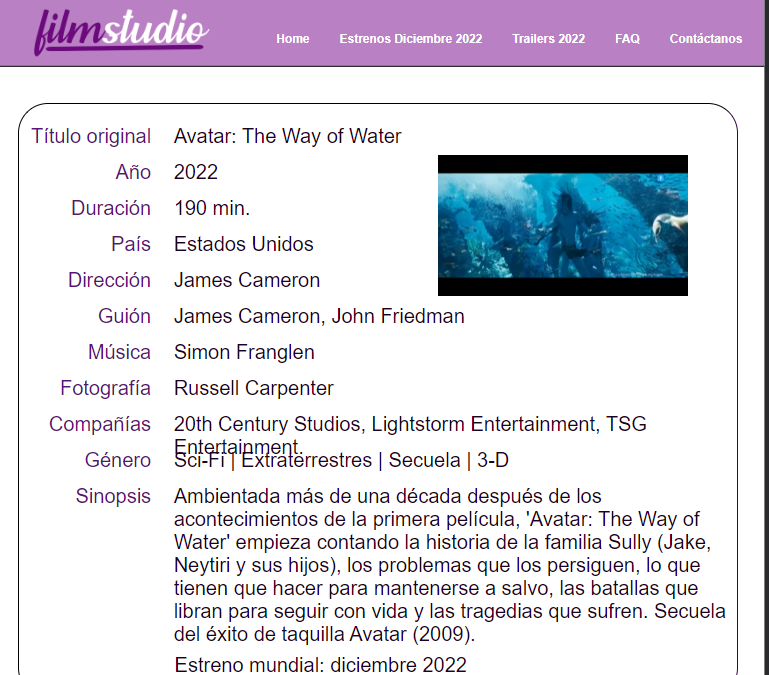 filmstudio
Home Estrenos Diciembre 2022 Trailers 2022 FAQ Contáctanos
Título original Avatar: The Way of Water
Año 2022
Duración 190 min.
País Estados Unidos
Dirección James Cameron
Guión James Cameron, John Friedman
Música Simon Franglen
Fotografía Russell Carpenter
Compañías 20th Century Studios, Lightstorm Entertainment, TSG
Entertainment.
Género Sci-Fi | Extraterrestres | Secuela | 3-D
Sinopsis Ambientada más de una década después de los
acontecimientos de la primera película, 'Avatar: The Way of
Water' empieza contando la historia de la familia Sully (Jake,
Neytiri y sus hijos), los problemas que los persiguen, lo que
tienen que hacer para mantenerse a salvo, las batallas que
libran para seguir con vida y las tragedias que sufren. Secuela
del éxito de taquilla Avatar (2009).
Estreno mundial: diciembre 2022